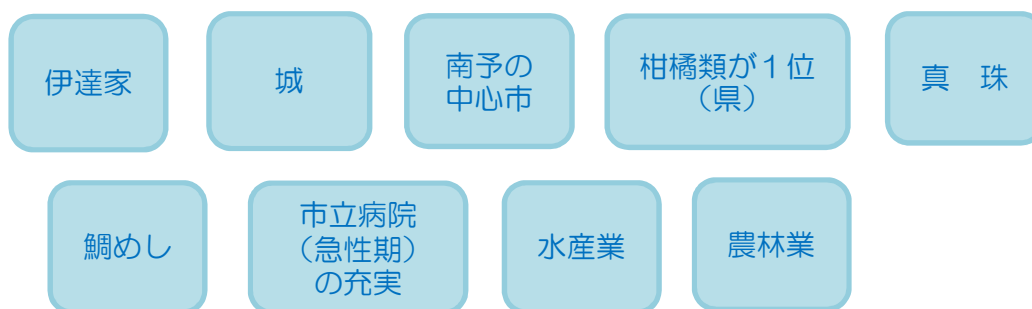 伊達家
城
南予の
中心市
柑橘類が１位
（県）
真　珠
鯛めし
市立病院
（急性期）
の充実
水産業
農林業